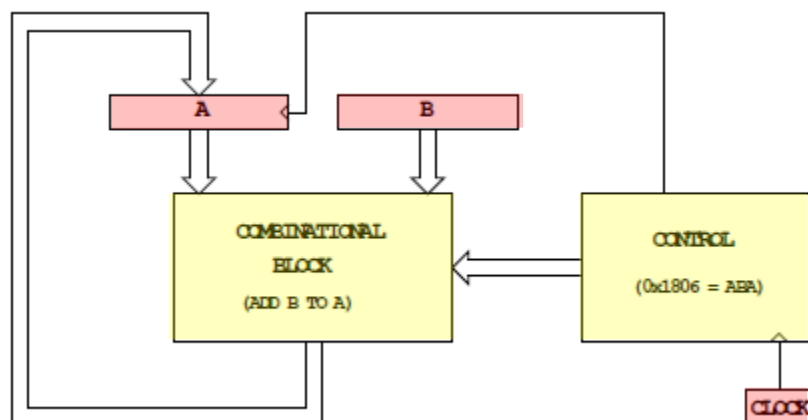 A
B
COMBINATIONAL
BLOCK
(ADD B TO A)
CONTROL
(0x1806 = ABA)
CLOCK